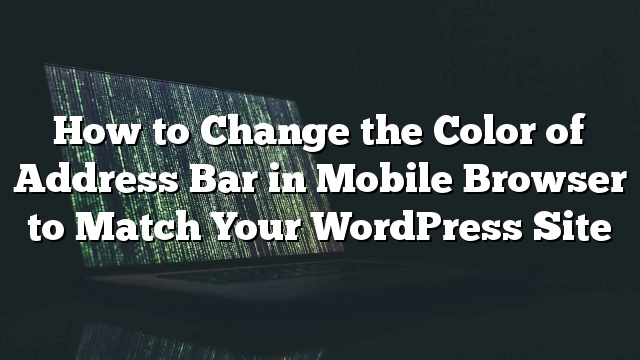 How to Change the Color of
Address Bar in Mobile Browser
to Match Your WordPress Site